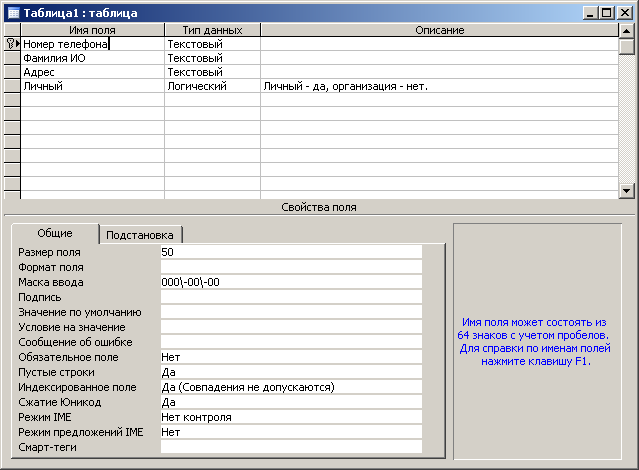 Таблица1 : таблица
Имя поля Тип данных Описание
Номер телефона Текстовый
Фамилия ИО Текстовый
Адрес Текстовый
Личный Логический Личный - да, организация - нет.
Свойства поля
Общие Подстановка
Размер поля 50
Формат поля
Маска ввода 000\-00\-00
Подпись
Значение по умолчанию
Условие на значение
Сообщение об ошибке
Обязательное поле Нет
Пустые строки Да
Индексированное поле Да (Совпадения не допускаются)
Сжатие Юникод Да
Режим IME Нет контроля
Режим предложений IME Нет
Смарт-теги
Имя поля может состоять из
64 знаков с учетом пробелов.
Для справки по именам полей
нажмите клавишу F1.